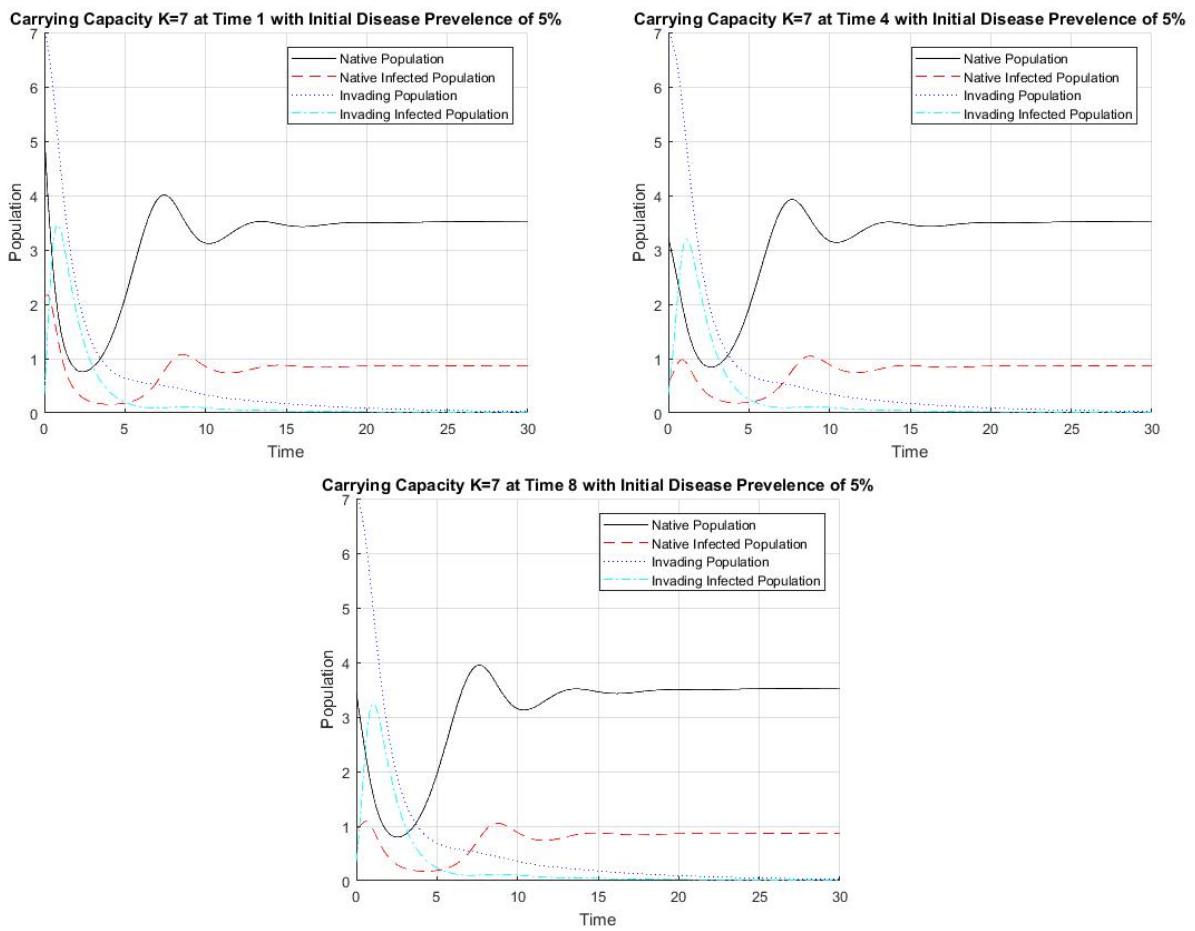 Carrying Capacity K=7 at Time 1 with Initial Disease Prevelence of 5%
7
6
5
4
3
2
1
0
Population
Native Population
Native Infected Population
Invading Population
Invading Infected Population
0 5 10 15 20 25 30
Time
Carrying Capacity K=7 at Time 4 with Initial Disease Prevelence of 5%
7
6
5
4
3
2
1
0
Population
Native Population
Native Infected Population
Invading Population
Invading Infected Population
0 5 10 15 20 25 30
Time
Carrying Capacity K=7 at Time 8 with Initial Disease Prevelence of 5%
7
6
5
4
3
2
1
0
Population
Native Population
Native Infected Population
Invading Population
Invading Infected Population
0 5 10 15 20 25 30
Time